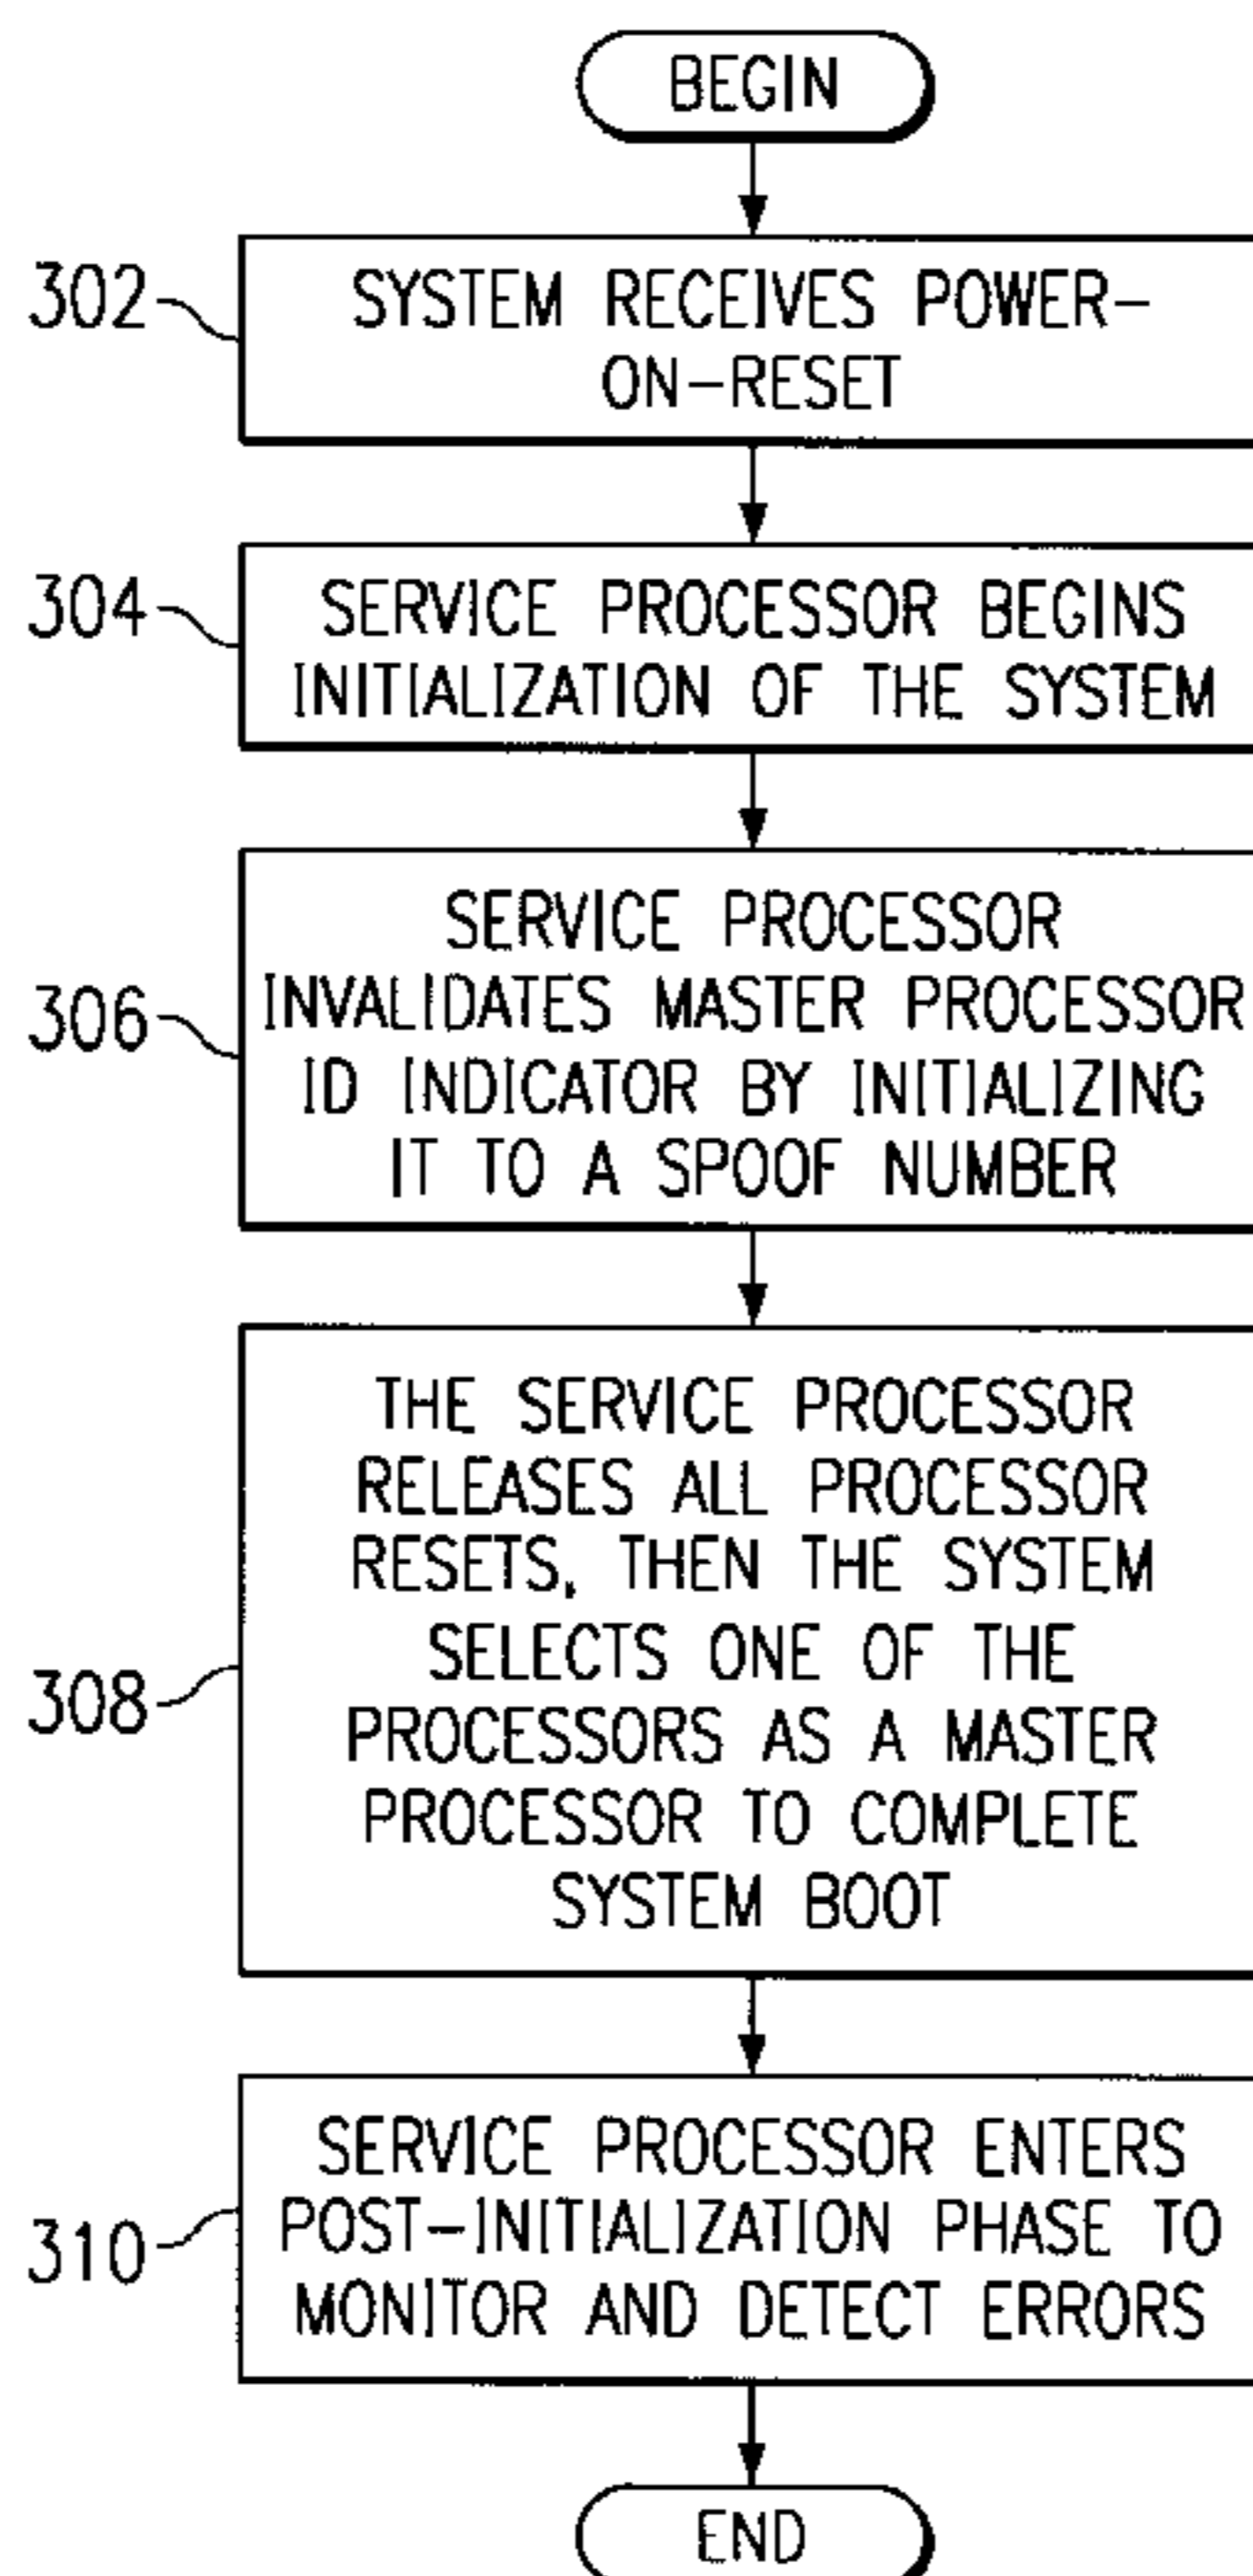 BEGIN
302
SYSTEM RECEIVES POWER-
ON-RESET
304
SERVICE PROCESSOR BEGINS
INITIALIZATION OF THE SYSTEM
306
SERVICE PROCESSOR
INVALIDATES MASTER PROCESSOR
ID INDICATOR BY INITIALIZING
IT TO A SPOOF NUMBER
308
THE SERVICE PROCESSOR
RELEASES ALL PROCESSOR
RESETS, THEN THE SYSTEM
SELECTS ONE OF THE
PROCESSORS AS A MASTER
PROCESSOR TO COMPLETE
SYSTEM BOOT
310
SERVICE PROCESSOR ENTERS
POST-INITIALIZATION PHASE TO
MONITOR AND DETECT ERRORS
END